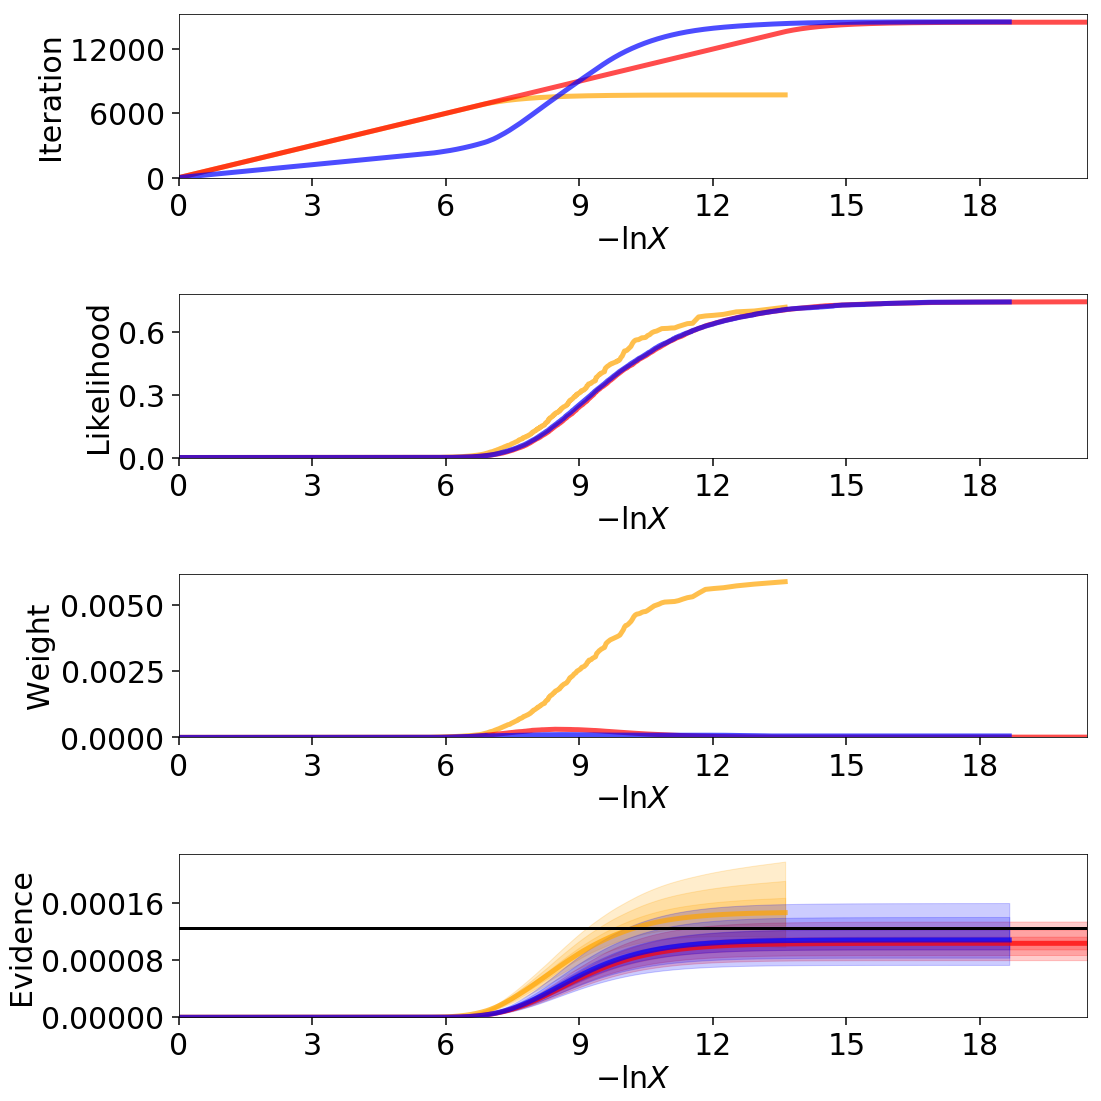 Iteration
12000
6000
0
0 3 6 9 12 15 18
−lnX
Likelihood
0.6
0.3
0.0
0 3 6 9 12 15 18
−lnX
Weight
0.0050
0.0025
0.0000
0 3 6 9 12 15 18
−lnX
Evidence
0.00016
0.00008
0.00000
0 3 6 9 12 15 18
−lnX